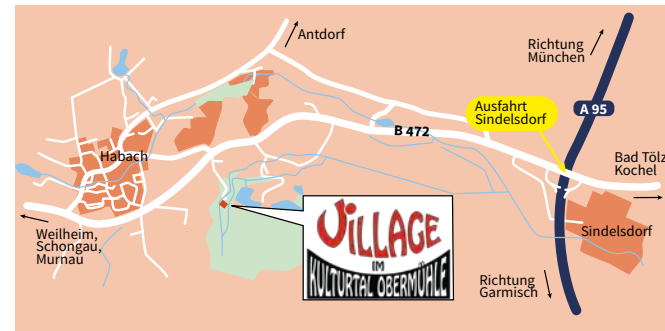 Antdorf
Richtung
München
Ausfahrt
Sindelsdorf
A 95
B 472
Habach
Bad Tölz
Kochel
Weilheim,
Schongau,
Murnau
VILLAGE
IM
KULTURTAL OBERMÜHLE
Sindelsdorf
Richtung
Garmisch